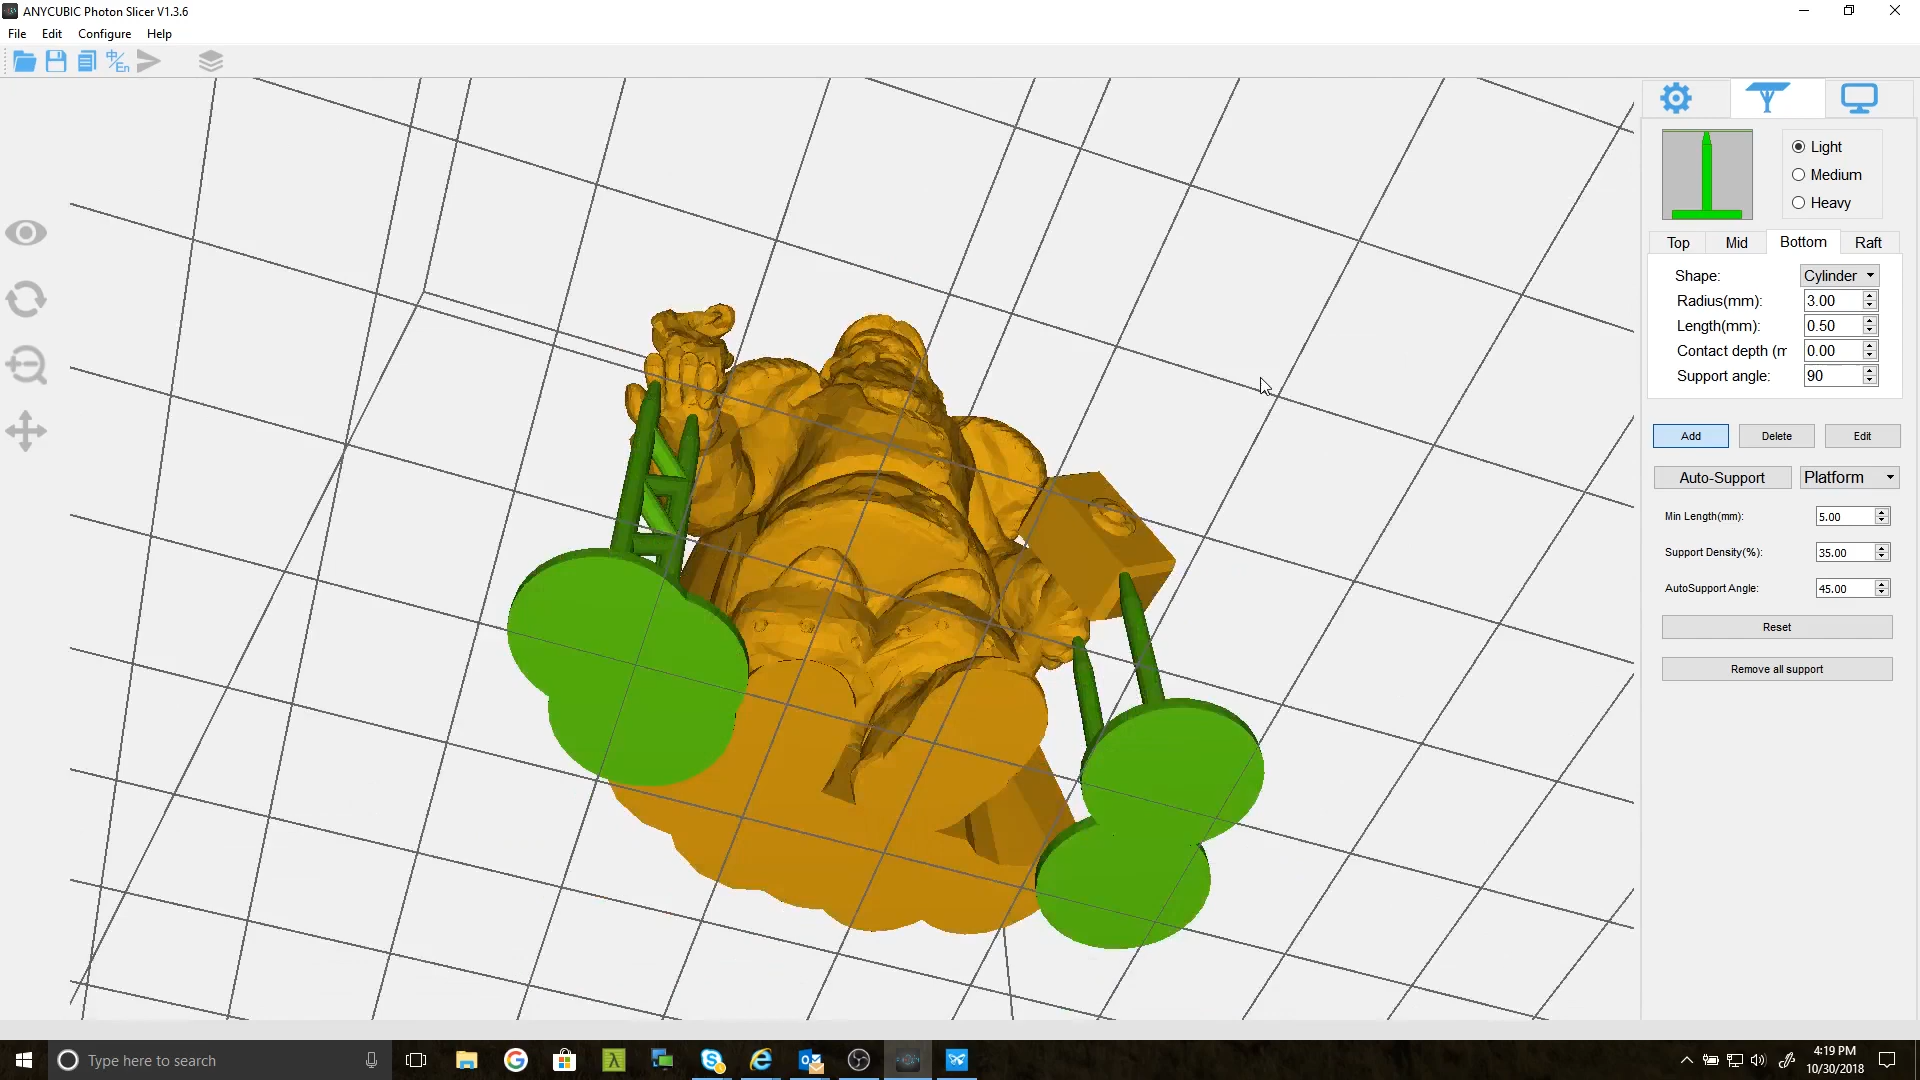 ANYCUBIC Photon Slicer V1.3.6
File Edit Configure Help
中/En
Light
Medium
Heavy
Top Mid Bottom Raft
Shape: Cylinder
Radius(mm): 3.00
Length(mm): 0.50
Contact depth (m 0.00
Support angle: 90
Add Delete Edit
Auto-Support Platform
Min Length(mm): 5.00
Support Density(%): 35.00
AutoSupport Angle: 45.00
Reset
Remove all support
Type here to search
4:19 PM
10/30/2018